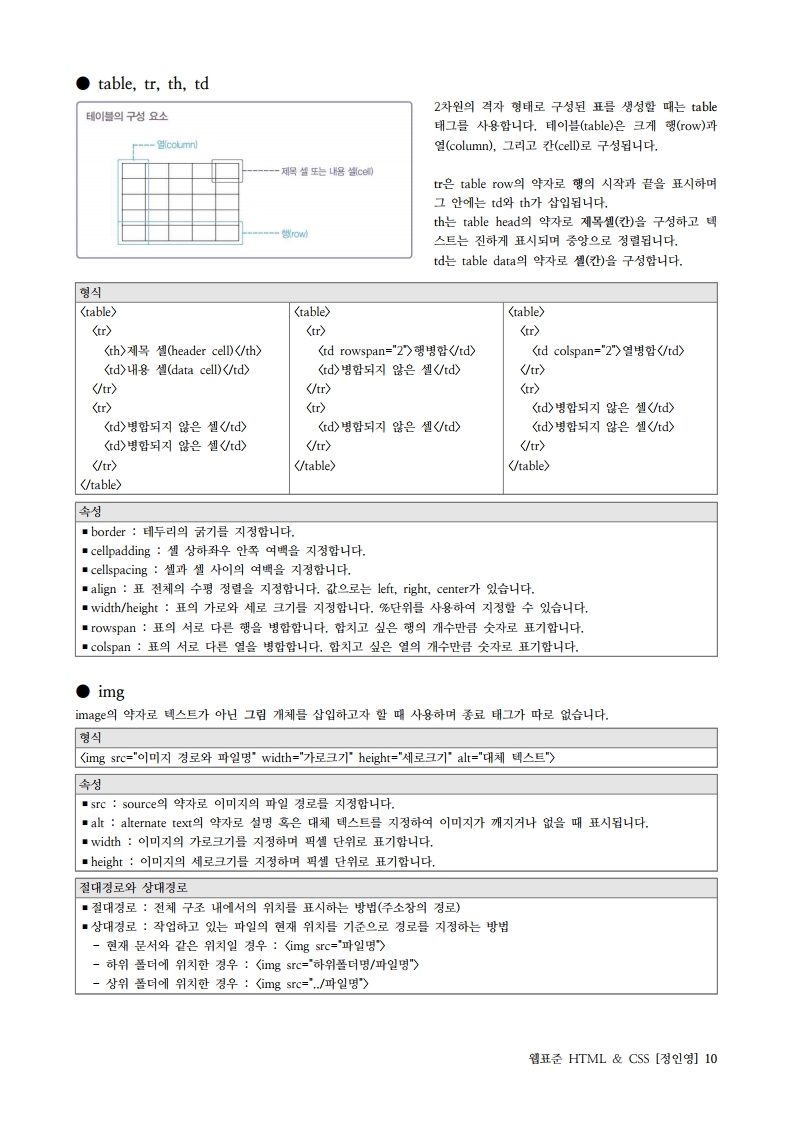 ● table, tr, th, td
테이블의 구성 요소
열(column)
제목 셀 또는 내용 셀(cell)
행(row)
2차원의 격자 형태로 구성된 표를 생성할 때는 table
태그를 사용합니다. 테이블(table)은 크게 행(row)과
열(column), 그리고 칸(cell)로 구성됩니다.
tr은 table row의 약자로 행의 시작과 끝을 표시하며
그 안에는 td와 th가 삽입됩니다.
th는 table head의 약자로 제목셀(칸)을 구성하고 텍
스트는 진하게 표시되며 중앙으로 정렬됩니다.
td는 table data의 약자로 셀(칸)을 구성합니다.
형식
<table>
<tr>
<th>제목 셀(header cell)</th>
<td>내용 셀(data cell)</td>
</tr>
<tr>
<td>병합되지 않은 셀</td>
<td>병합되지 않은 셀</td>
</tr>
</table>
<table>
<tr>
<td rowspan="2">행병합</td>
<td>병합되지 않은 셀</td>
</tr>
<tr>
<td>병합되지 않은 셀</td>
</tr>
</table>
<table>
<tr>
<td colspan="2">열병합</td>
</tr>
<tr>
<td>병합되지 않은 셀</td>
<td>병합되지 않은 셀</td>
</tr>
</table>
속성
■ border : 테두리의 굵기를 지정합니다.
■ cellpadding : 셀 상하좌우 안쪽 여백을 지정합니다.
■ cellspacing : 셀과 셀 사이의 여백을 지정합니다.
■ align : 표 전체의 수평 정렬을 지정합니다. 값으로는 left, right, center가 있습니다.
■ width/height : 표의 가로와 세로 크기를 지정합니다. %단위를 사용하여 지정할 수 있습니다.
■ rowspan : 표의 서로 다른 행을 병합합니다. 합치고 싶은 행의 개수만큼 숫자로 표기합니다.
■ colspan : 표의 서로 다른 열을 병합합니다. 합치고 싶은 열의 개수만큼 숫자로 표기합니다.
● img
image의 약자로 텍스트가 아닌 그림 개체를 삽입하고자 할 때 사용하며 종료 태그가 따로 없습니다.
형식
<img src="이미지 경로와 파일명" width="가로크기" height="세로크기" alt="대체 텍스트">
속성
■ src : source의 약자로 이미지의 파일 경로를 지정합니다.
■ alt : alternate text의 약자로 설명 혹은 대체 텍스트를 지정하여 이미지가 깨지거나 없을 때 표시됩니다.
■ width : 이미지의 가로크기를 지정하며 픽셀 단위로 표기합니다.
■ height : 이미지의 세로크기를 지정하며 픽셀 단위로 표기합니다.
절대경로와 상대경로
■ 절대경로 : 전체 구조 내에서의 위치를 표시하는 방법(주소창의 경로)
■ 상대경로 : 작업하고 있는 파일의 현재 위치를 기준으로 경로를 지정하는 방법
- 현재 문서와 같은 위치일 경우 : <img src="파일명">
- 하위 폴더에 위치한 경우 : <img src="하위폴더명/파일명">
- 상위 폴더에 위치한 경우 : <img src="../파일명">
웹표준 HTML & CSS [정인영] 10